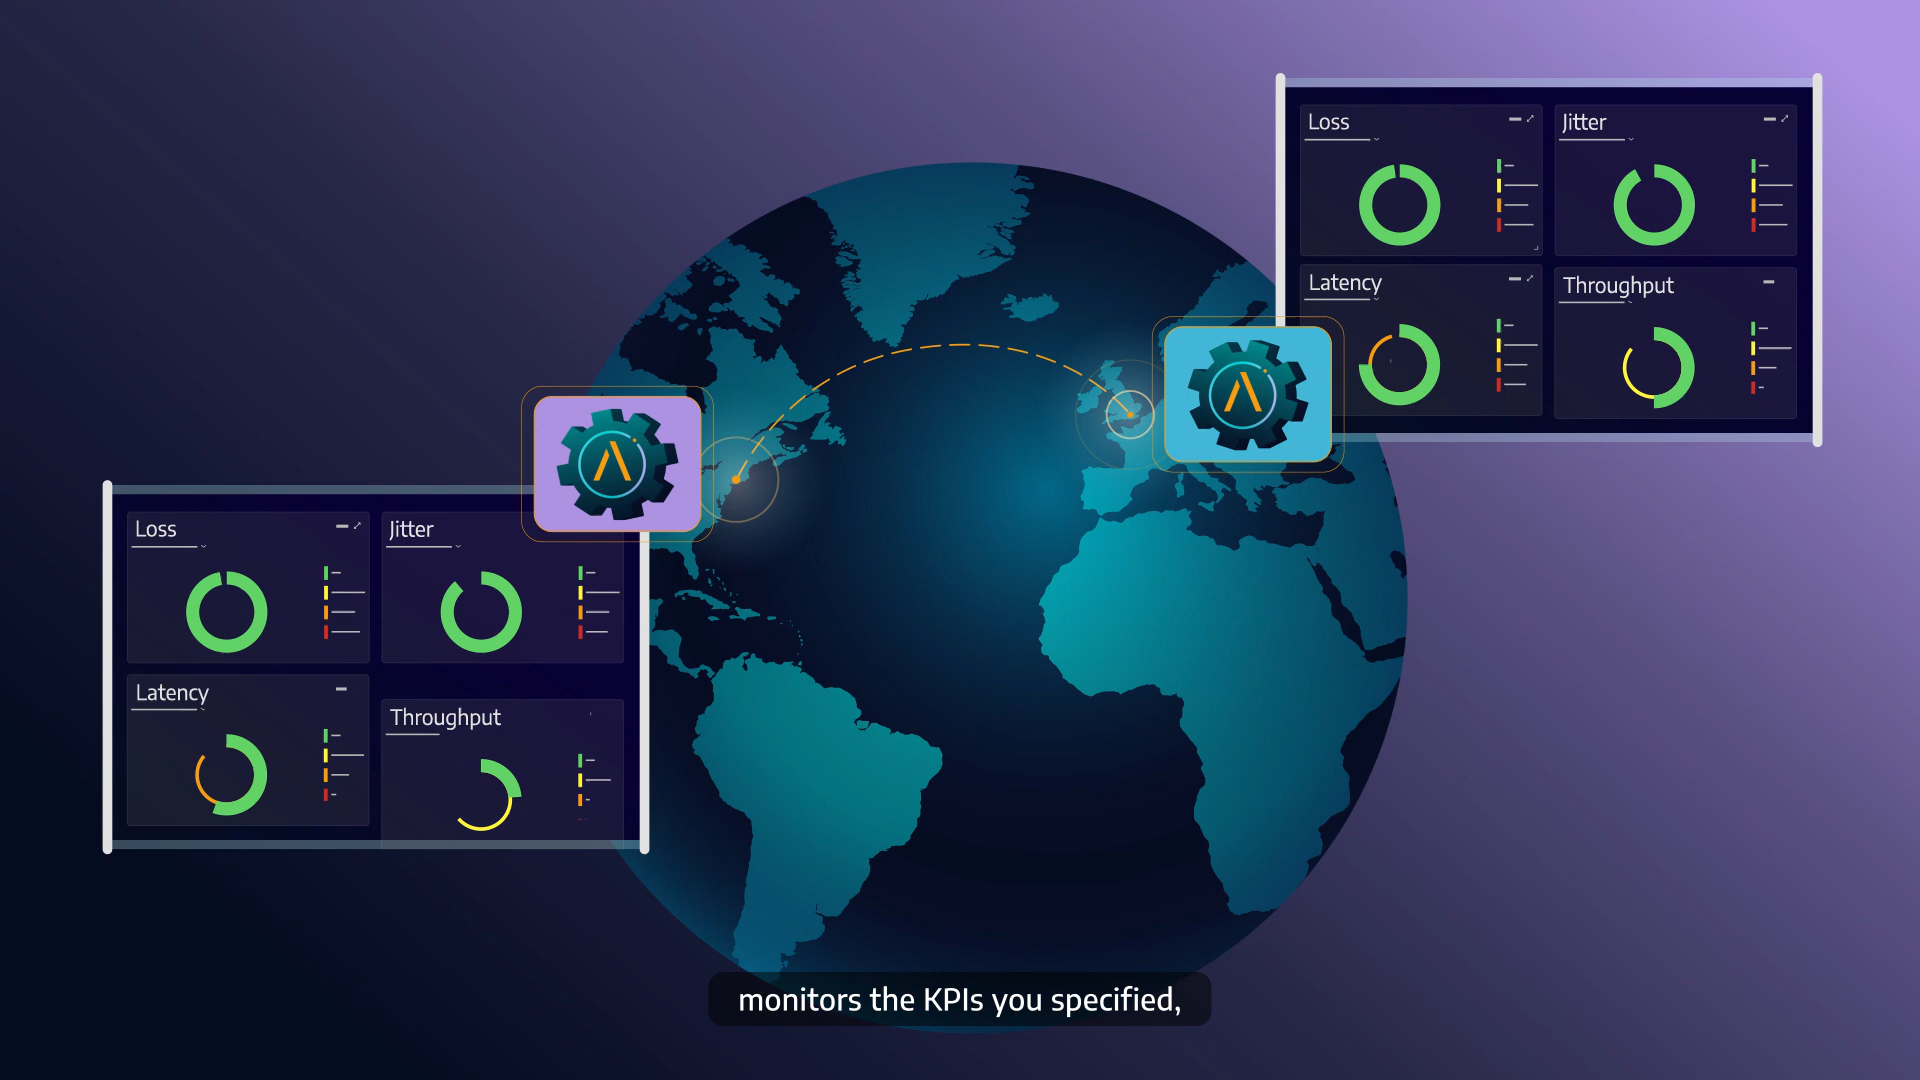 Loss
Jitter
Latency
Throughput
Loss
Jitter
Latency
Throughput
monitors the KPIs you specified,